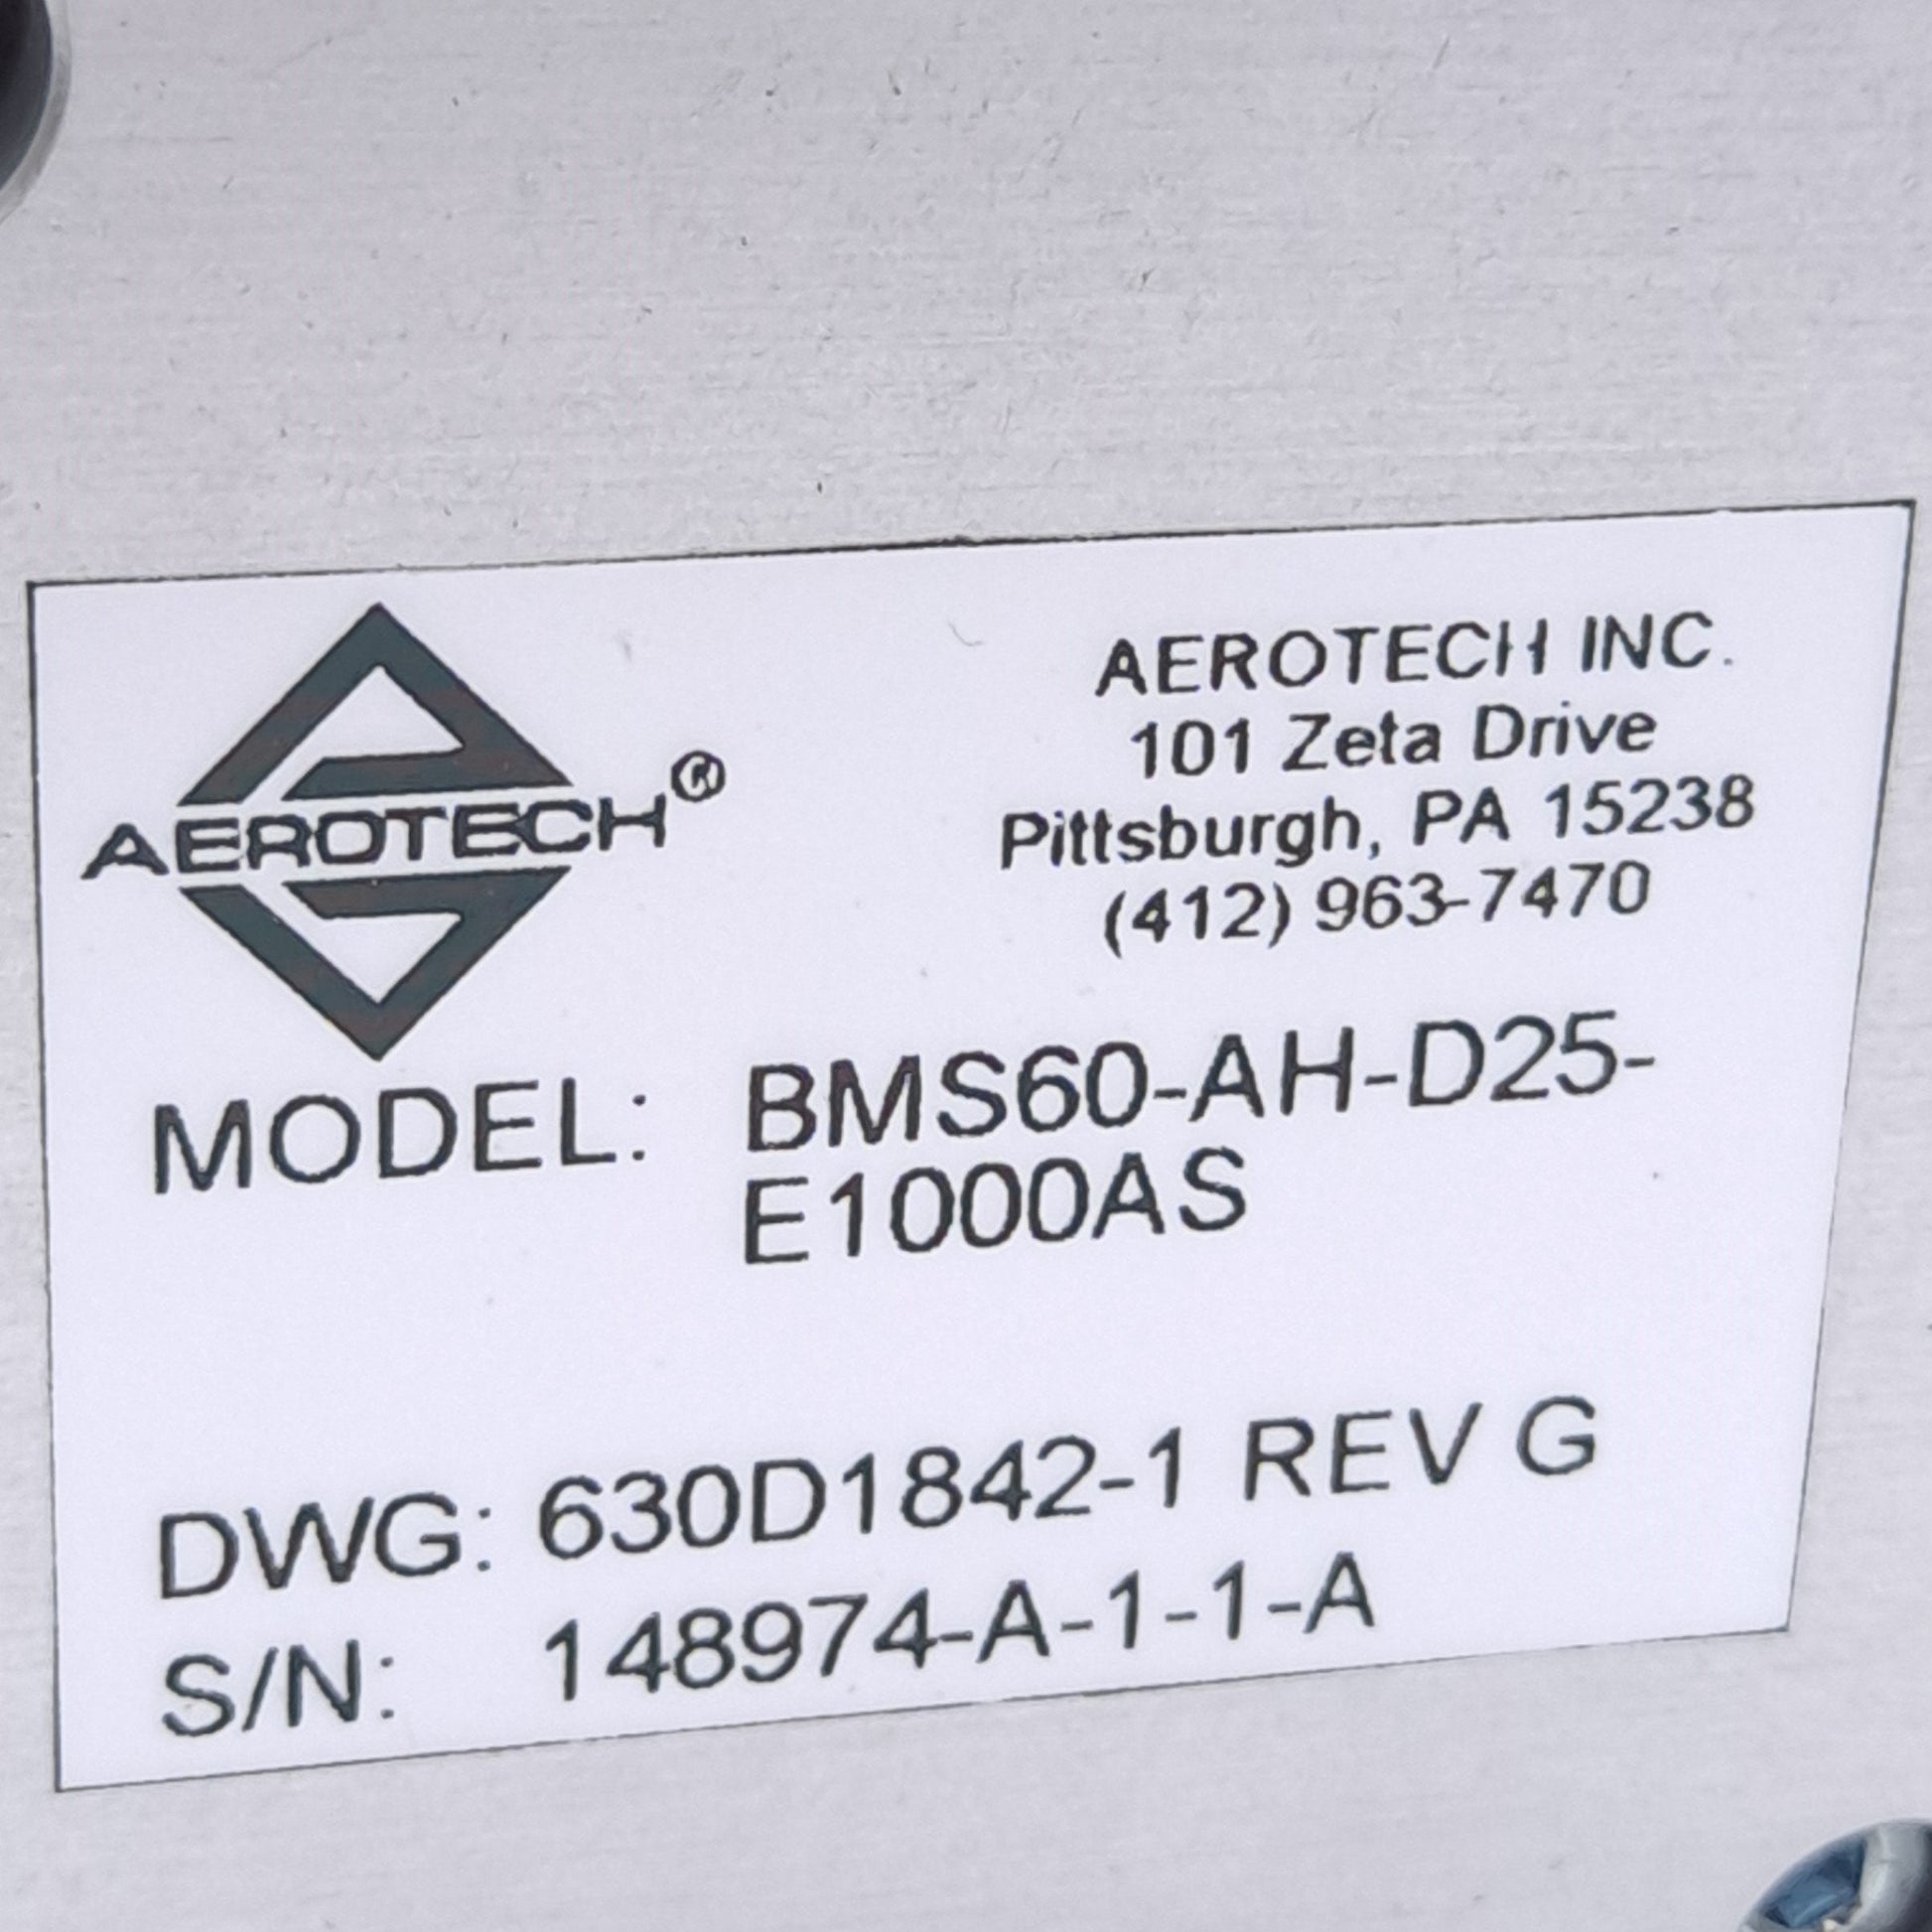 AEROTECH®
AEROTECH INC.
101 Zeta Drive
Pittsburgh, PA 15238
(412) 963-7470
MODEL: BMS60-AH-D25-
E1000AS
DWG: 630D1842-1 REV G
S/N: 148974-A-1-1-A